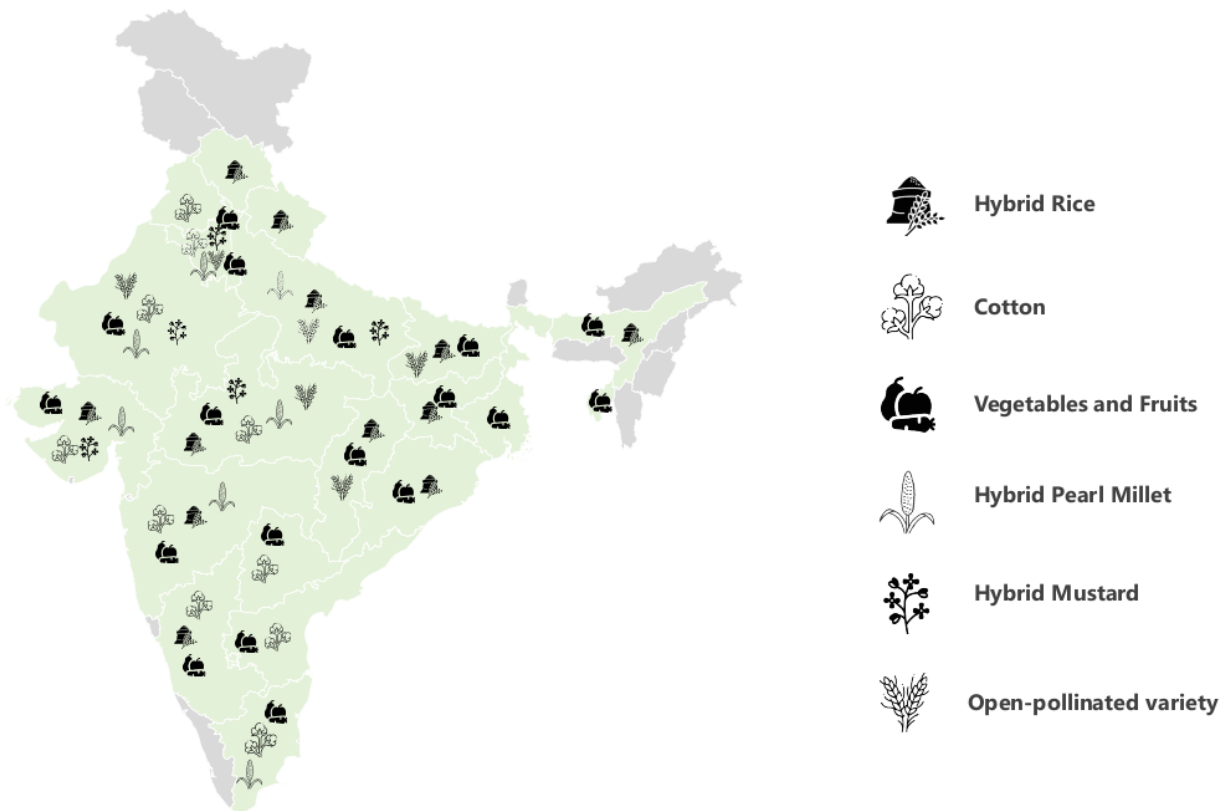 Hybrid Rice
Cotton
Vegetables and Fruits
Hybrid Pearl Millet
Hybrid Mustard
Open-pollinated variety